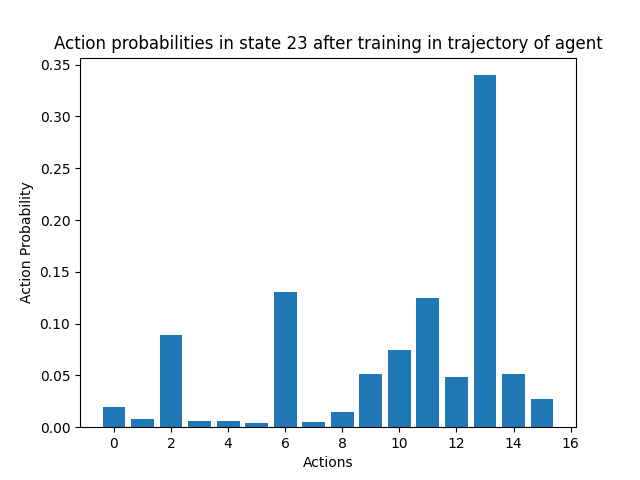 Action probabilities in state 23 after training in trajectory of agent
0.35
0.30
0.25
0.20
0.15
0.10
0.05
0.00
Action Probability
0 2 4 6 8 10 12 14 16
Actions